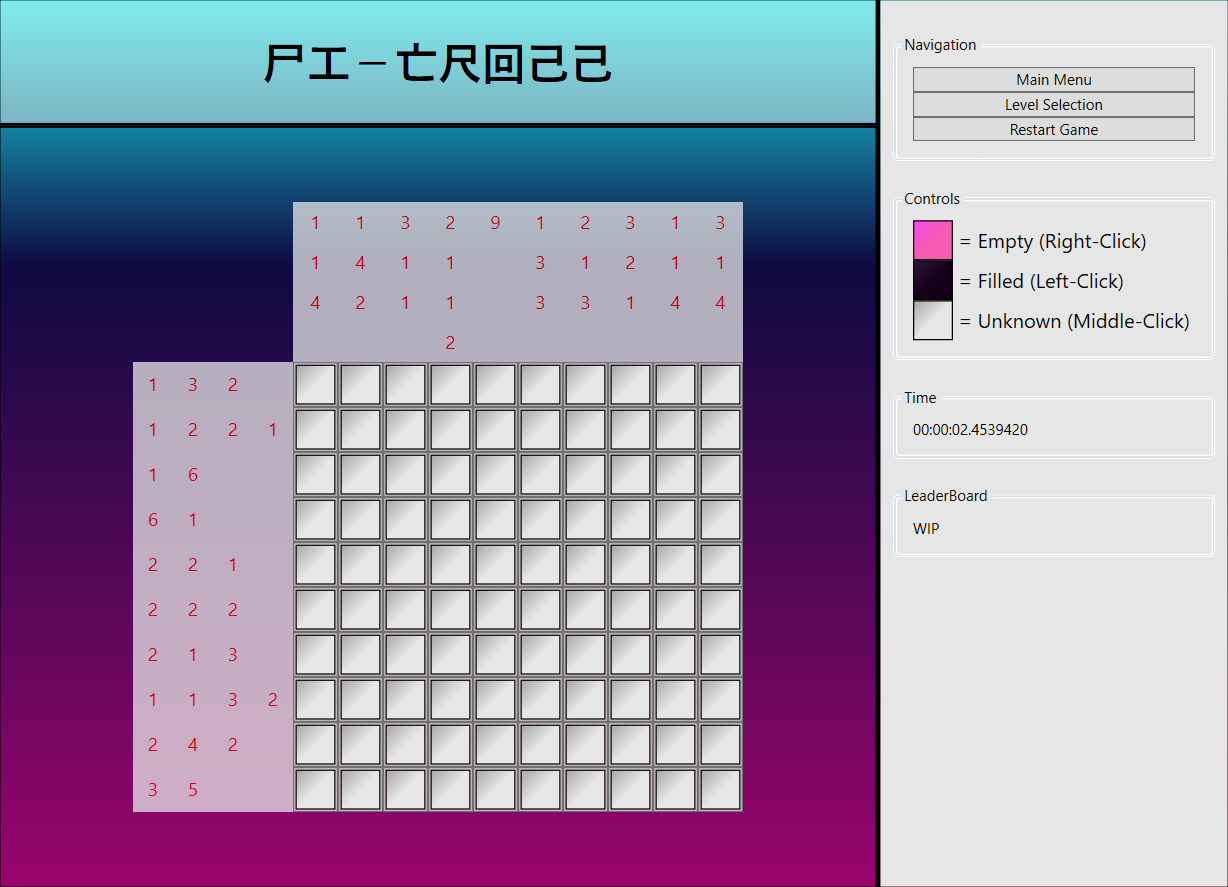 尸工－亡尺回己己
1 1 3 2 9 1 2 3 1 3
1 4 1 1 3 1 2 1 1
4 2 1 1 3 3 1 4 4
2
1 3 2
1 2 2 1
1 6
6 1
2 2 1
2 2 2
2 1 3
1 1 3 2
2 4 2
3 5
Navigation
Main Menu
Level Selection
Restart Game
Controls
= Empty (Right-Click)
= Filled (Left-Click)
= Unknown (Middle-Click)
Time
00:00:02.4539420
LeaderBoard
WIP